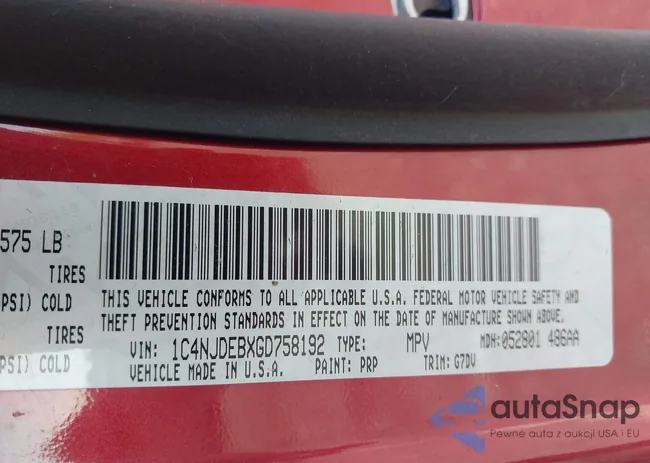 575 LB
TIRES
PSI) COLD
TIRES
PSI) COLD
THIS VEHICLE CONFORMS TO ALL APPLICABLE U.S.A. FEDERAL MOTOR VEHICLE SAFETY AND
THEFT PREVENTION STANDARDS IN EFFECT ON THE DATE OF MANUFACTURE SHOWN ABOVE.
VIN: 1C4NJDEBXGD758192 TYPE: MPV MDH:052801 486AA
VEHICLE MADE IN U.S.A. PAINT: PRP TRIM: G7DV
autaSnap
Pewne auta z aukcji USA i EU